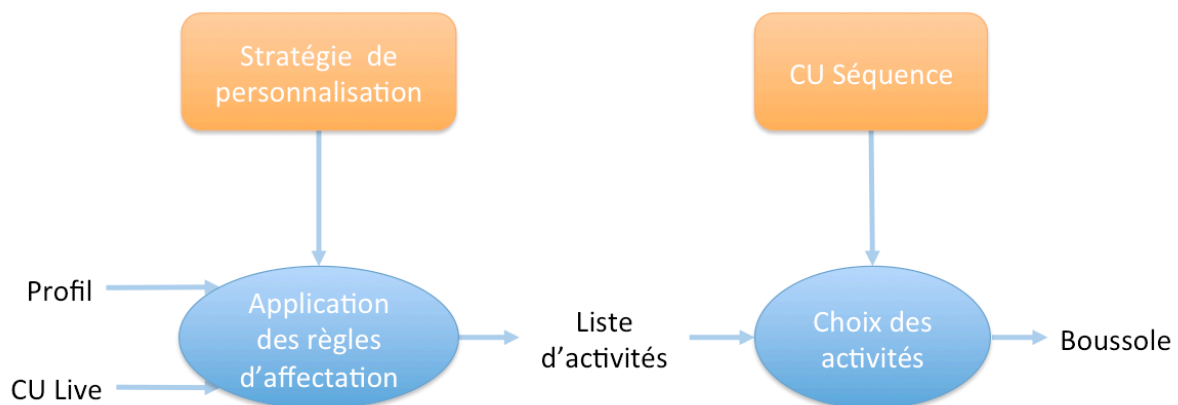 Stratégie de
personnalisation
CU Séquence
Profil
CU Live
Application
des règles
d'affectation
Liste
d'activités
Choix des
activités
Boussole